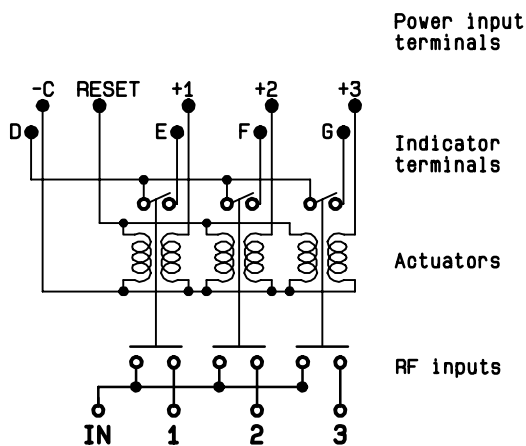 Power input
terminals
-C RESET +1 +2 +3
D E F G
Indicator
terminals
Actuators
RF inputs
IN 1 2 3